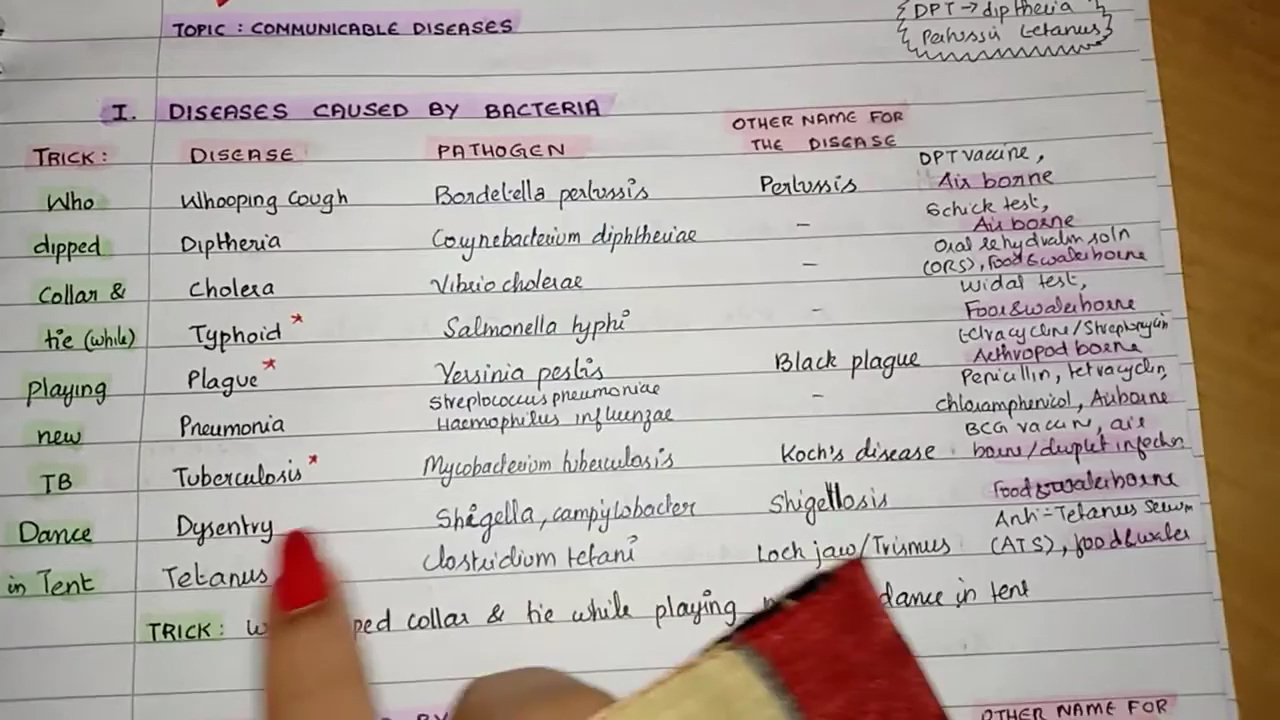 DPT → diptheria
Pertussis tetanus
TOPIC : COMMUNICABLE DISEASES
I. DISEASES CAUSED BY BACTERIA
TRICK : DISEASE PATHOGEN OTHER NAME FOR THE DISEASE
Who Whooping Cough Bordetella pertussis Pertussis DPT vaccine, Air borne
dipped Diptheria Corynebacterium diphtheriae – Schick test, Air borne
Collar & Cholera Vibrio cholerae – Oral rehydration soln (ORS), Food & waterborne
tie (while) Typhoid * Salmonella typhi – Widal test, Food & waterborne
Playing Plague * Yersinia pestis Black plague tetracycline/Streptomycin Arthropod borne
new Pneumonia Streptococcus pneumoniae Haemophilus influenzae – Penicillin, tetracyclin, chloramphenicol, Airborne
TB Tuberculosis * Mycobacterium tuberculosis Koch's disease BCG vaccin, air borne/droplet infectn
Dance Dysentry Shigella, campylobacter Shigellosis Food & waterborne
in Tent Tetanus Clostridium tetani Loch jaw/Trismus Anti-Tetanus Serum (ATS), food & water
TRICK : collar & tie while playing dance in tent
BY OTHER NAME FOR